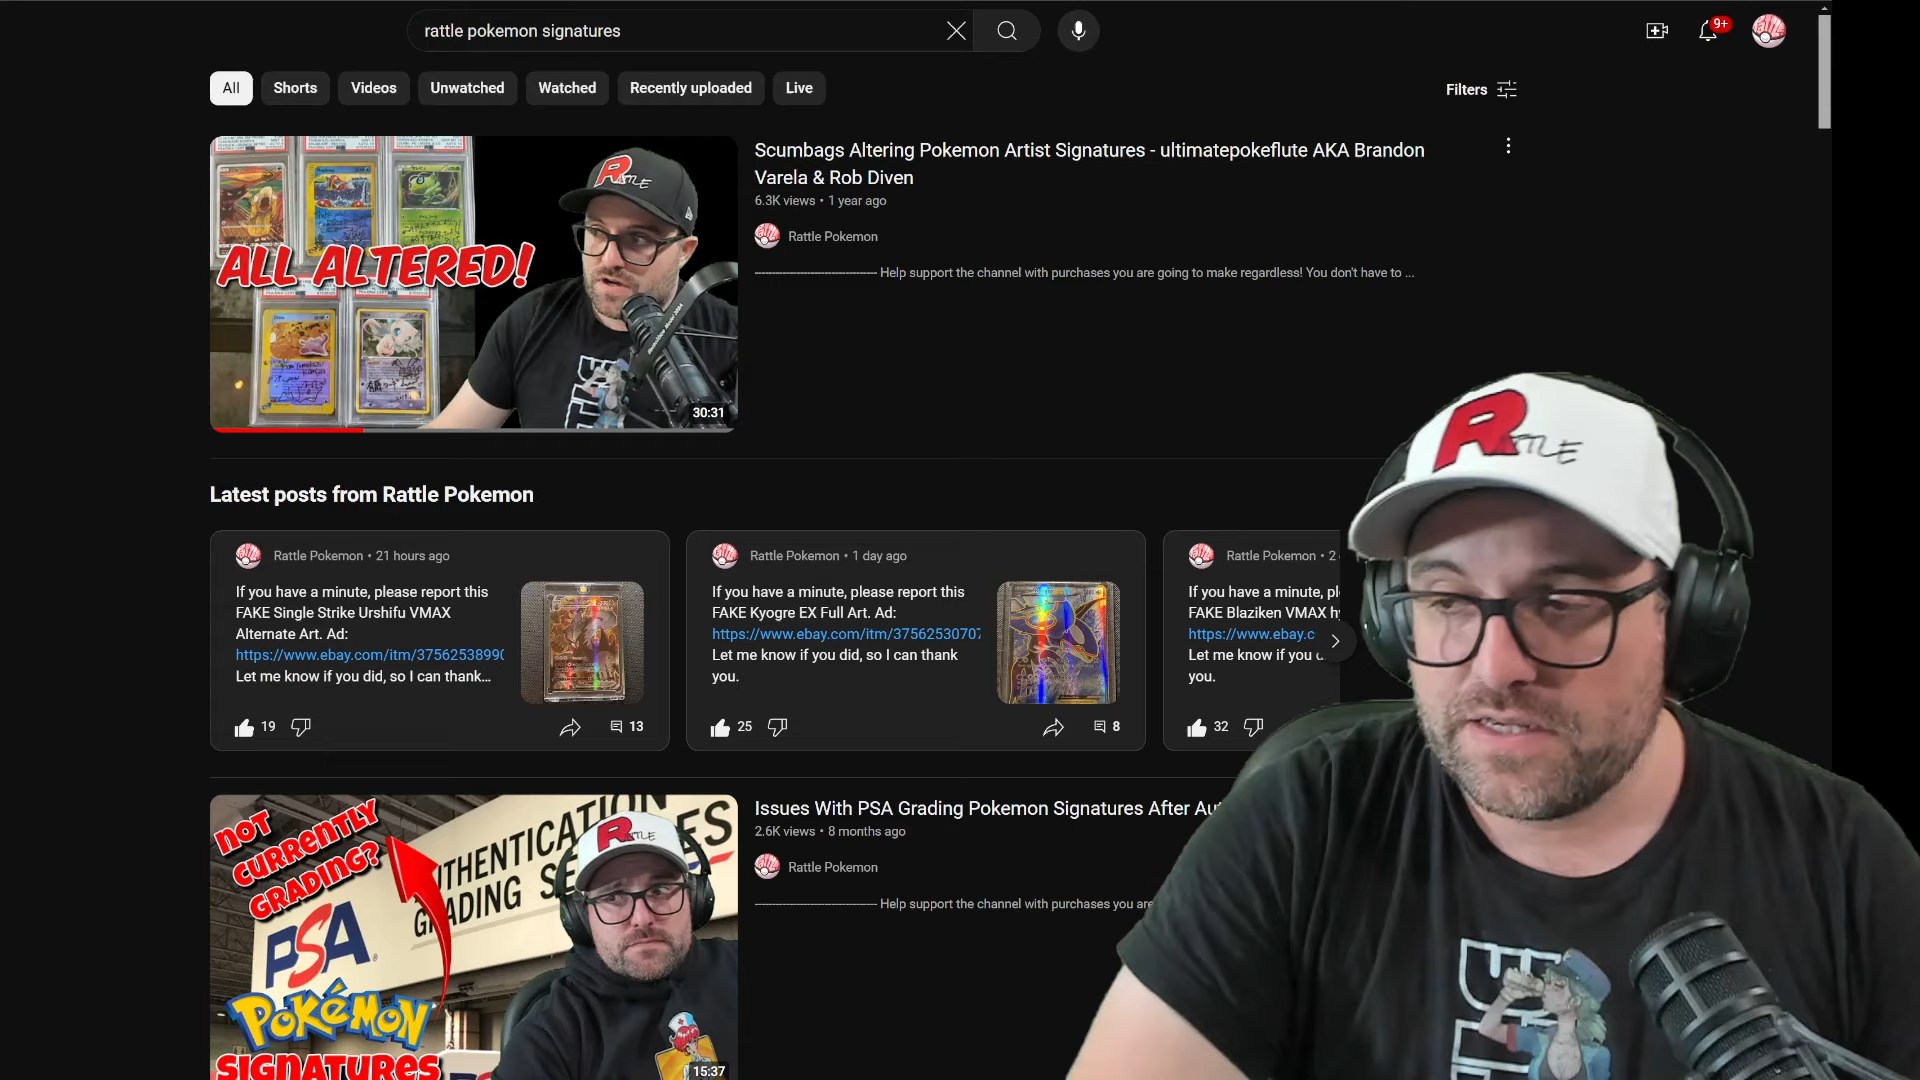 rattle pokemon signatures
9+
All
Shorts
Videos
Unwatched
Watched
Recently uploaded
Live
Filters
ALL ALTERED!
RATTLE
30:31
Scumbags Altering Pokemon Artist Signatures - ultimatepokeflute AKA Brandon
Varela & Rob Diven
6.3K views • 1 year ago
Rattle Pokemon
Help support the channel with purchases you are going to make regardless! You don't have to ...
Latest posts from Rattle Pokemon
Rattle Pokemon • 21 hours ago
If you have a minute, please report this
FAKE Single Strike Urshifu VMAX
Alternate Art. Ad:
https://www.ebay.com/itm/37562538990
Let me know if you did, so I can thank...
19
13
Rattle Pokemon • 1 day ago
If you have a minute, please report this
FAKE Kyogre EX Full Art. Ad:
https://www.ebay.com/itm/37562530707
Let me know if you did, so I can thank
you.
25
8
Rattle Pokemon • 2
If you have a minute, pl
FAKE Blaziken VMAX h
https://www.ebay.c
Let me know if you d
you.
32
RATTLE
NOT
CURRENTLY
GRADING?
AUTHENTICATION
GRADING SE
ES
PSA
POKéMON
SIGNATURES
RATTLE
15:37
Issues With PSA Grading Pokemon Signatures After Au
2.6K views • 8 months ago
Rattle Pokemon
Help support the channel with purchases you are